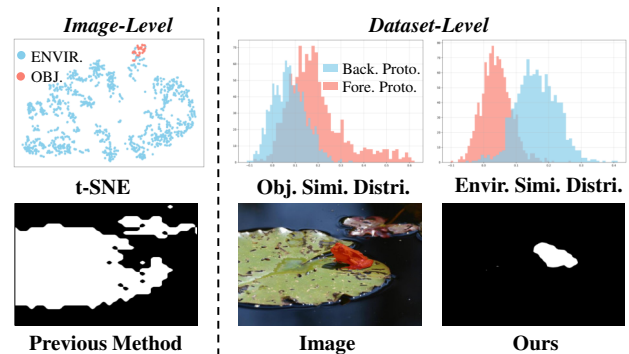 Image-Level
Dataset-Level
ENVIR.
OBJ.
Back. Proto.
Fore. Proto.
t-SNE
Obj. Simi. Distri.
Envir. Simi. Distri.
Previous Method
Image
Ours